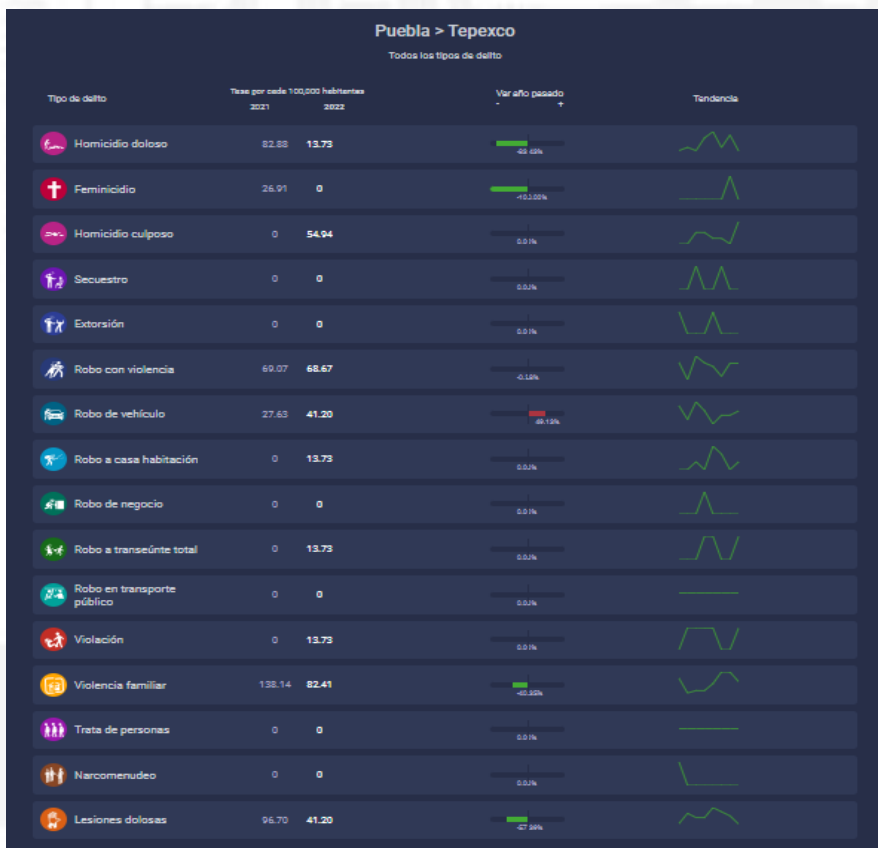 Puebla > Tepexco
Todos los tipos de delito
Tipo de delito Tasa por cada 100,000 habitantes Var año pasado Tendencia
2021 2022 - +
Homicidio doloso 82.88 13.73
Feminicidio 26.91 0
Homicidio culposo 0 54.94
Secuestro 0 0
Extorsión 0 0
Robo con violencia 69.07 68.67
Robo de vehículo 27.63 41.20 49.13%
Robo a casa habitación 0 13.73
Robo de negocio 0 0
Robo a transeúnte total 0 13.73
Robo en transporte
público 0 0
Violación 0 13.73
Violencia familiar 138.14 82.41
Trata de personas 0 0
Narcomenudeo 0 0
Lesiones dolosas 96.70 41.20